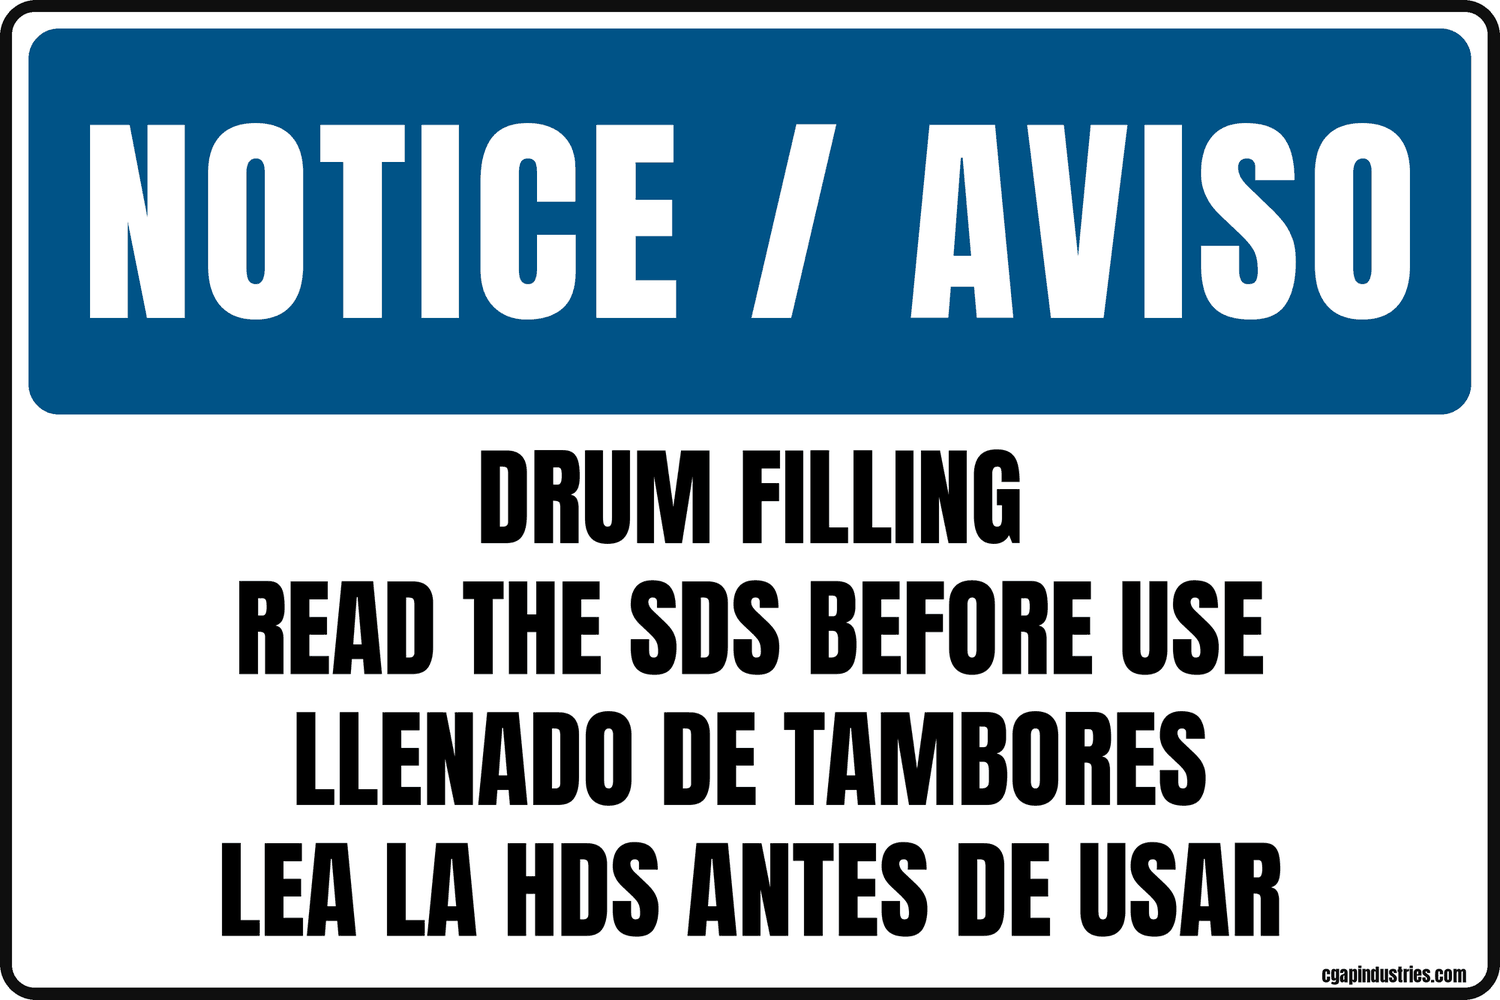 NOTICE / AVISO
DRUM FILLING
READ THE SDS BEFORE USE
LLENADO DE TAMBORES
LEA LA HDS ANTES DE USAR
cgapindustries.com